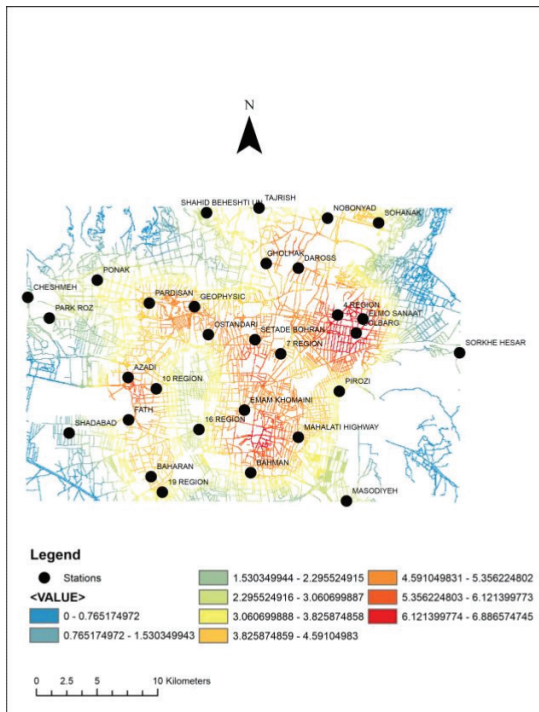 N
SHAHID BEHESHTI UN
TAJRISH
NOBONYAD
SOHANAK
GHOLHAK
DAROSS
PONAK
CHESHMEH
PARDISAN
GEOPHYSIC
PARK ROZ
4 REGION
ELMO SANAAT
GOLBARG
OSTANDARI
SETADE BOHRAN
7 REGION
SORKHE HESAR
AZADI
10 REGION
PIROZI
EMAM KHOMAINI
FATH
16 REGION
SHADABAD
MAHALATI HIGHWAY
BAHARAN
BAHMAN
19 REGION
MASODIYEH
Legend
Stations
<VALUE>
0 - 0.765174972
0.765174972 - 1.530349943
1.530349944 - 2.295524915
2.295524916 - 3.060699887
3.060699888 - 3.825874858
3.825874859 - 4.59104983
4.591049831 - 5.356224802
5.356224803 - 6.121399773
6.121399774 - 6.886574745
0 2.5 5 10 Kilometers